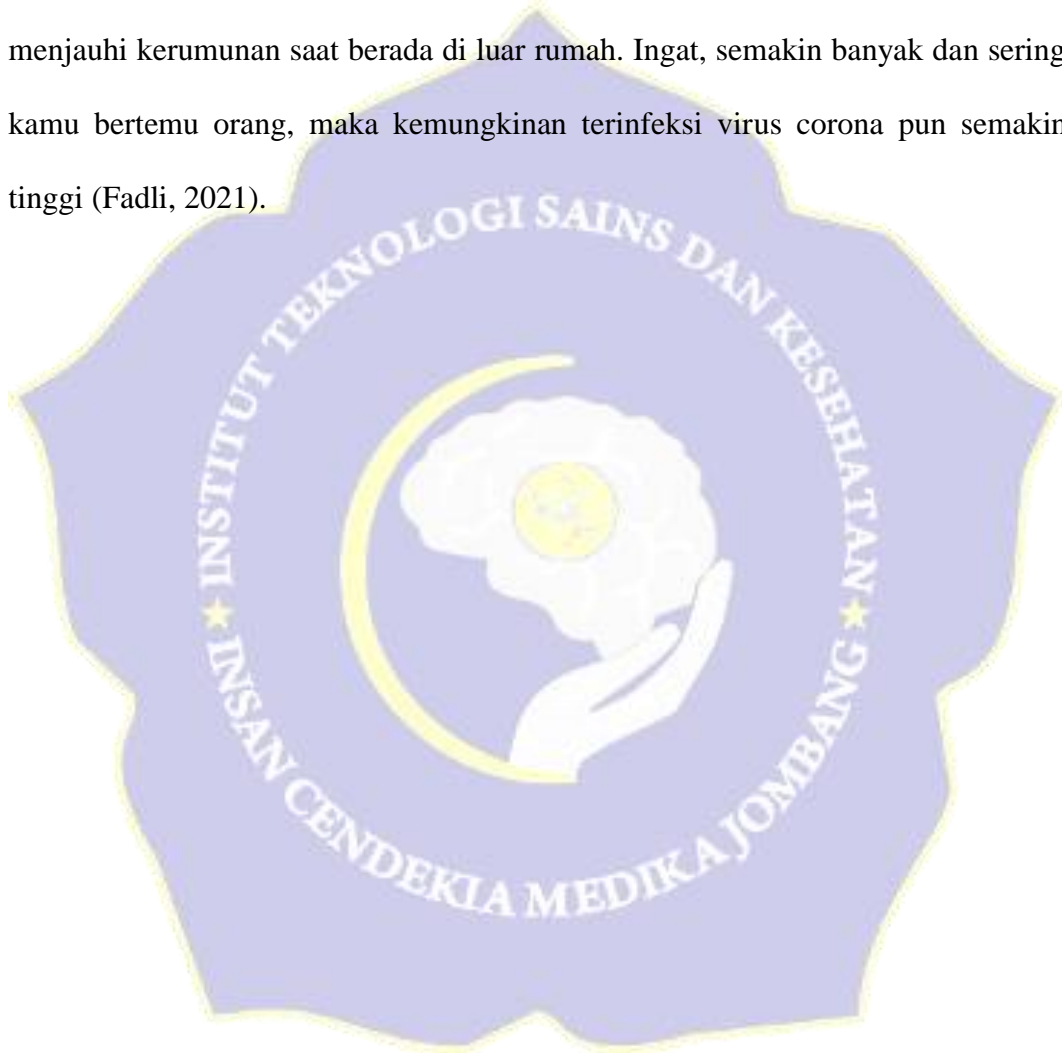 menjauhi kerumunan saat berada di luar rumah. Ingat, semakin banyak dan sering
kamu bertemu orang, maka kemungkinan terinfeksi virus corona pun semakin
tinggi (Fadli, 2021).
INSTITUT TEKNOLOGI SAINS DAN KESEHATAN
INSAN CENDEKIA MEDIKA JOMBANG